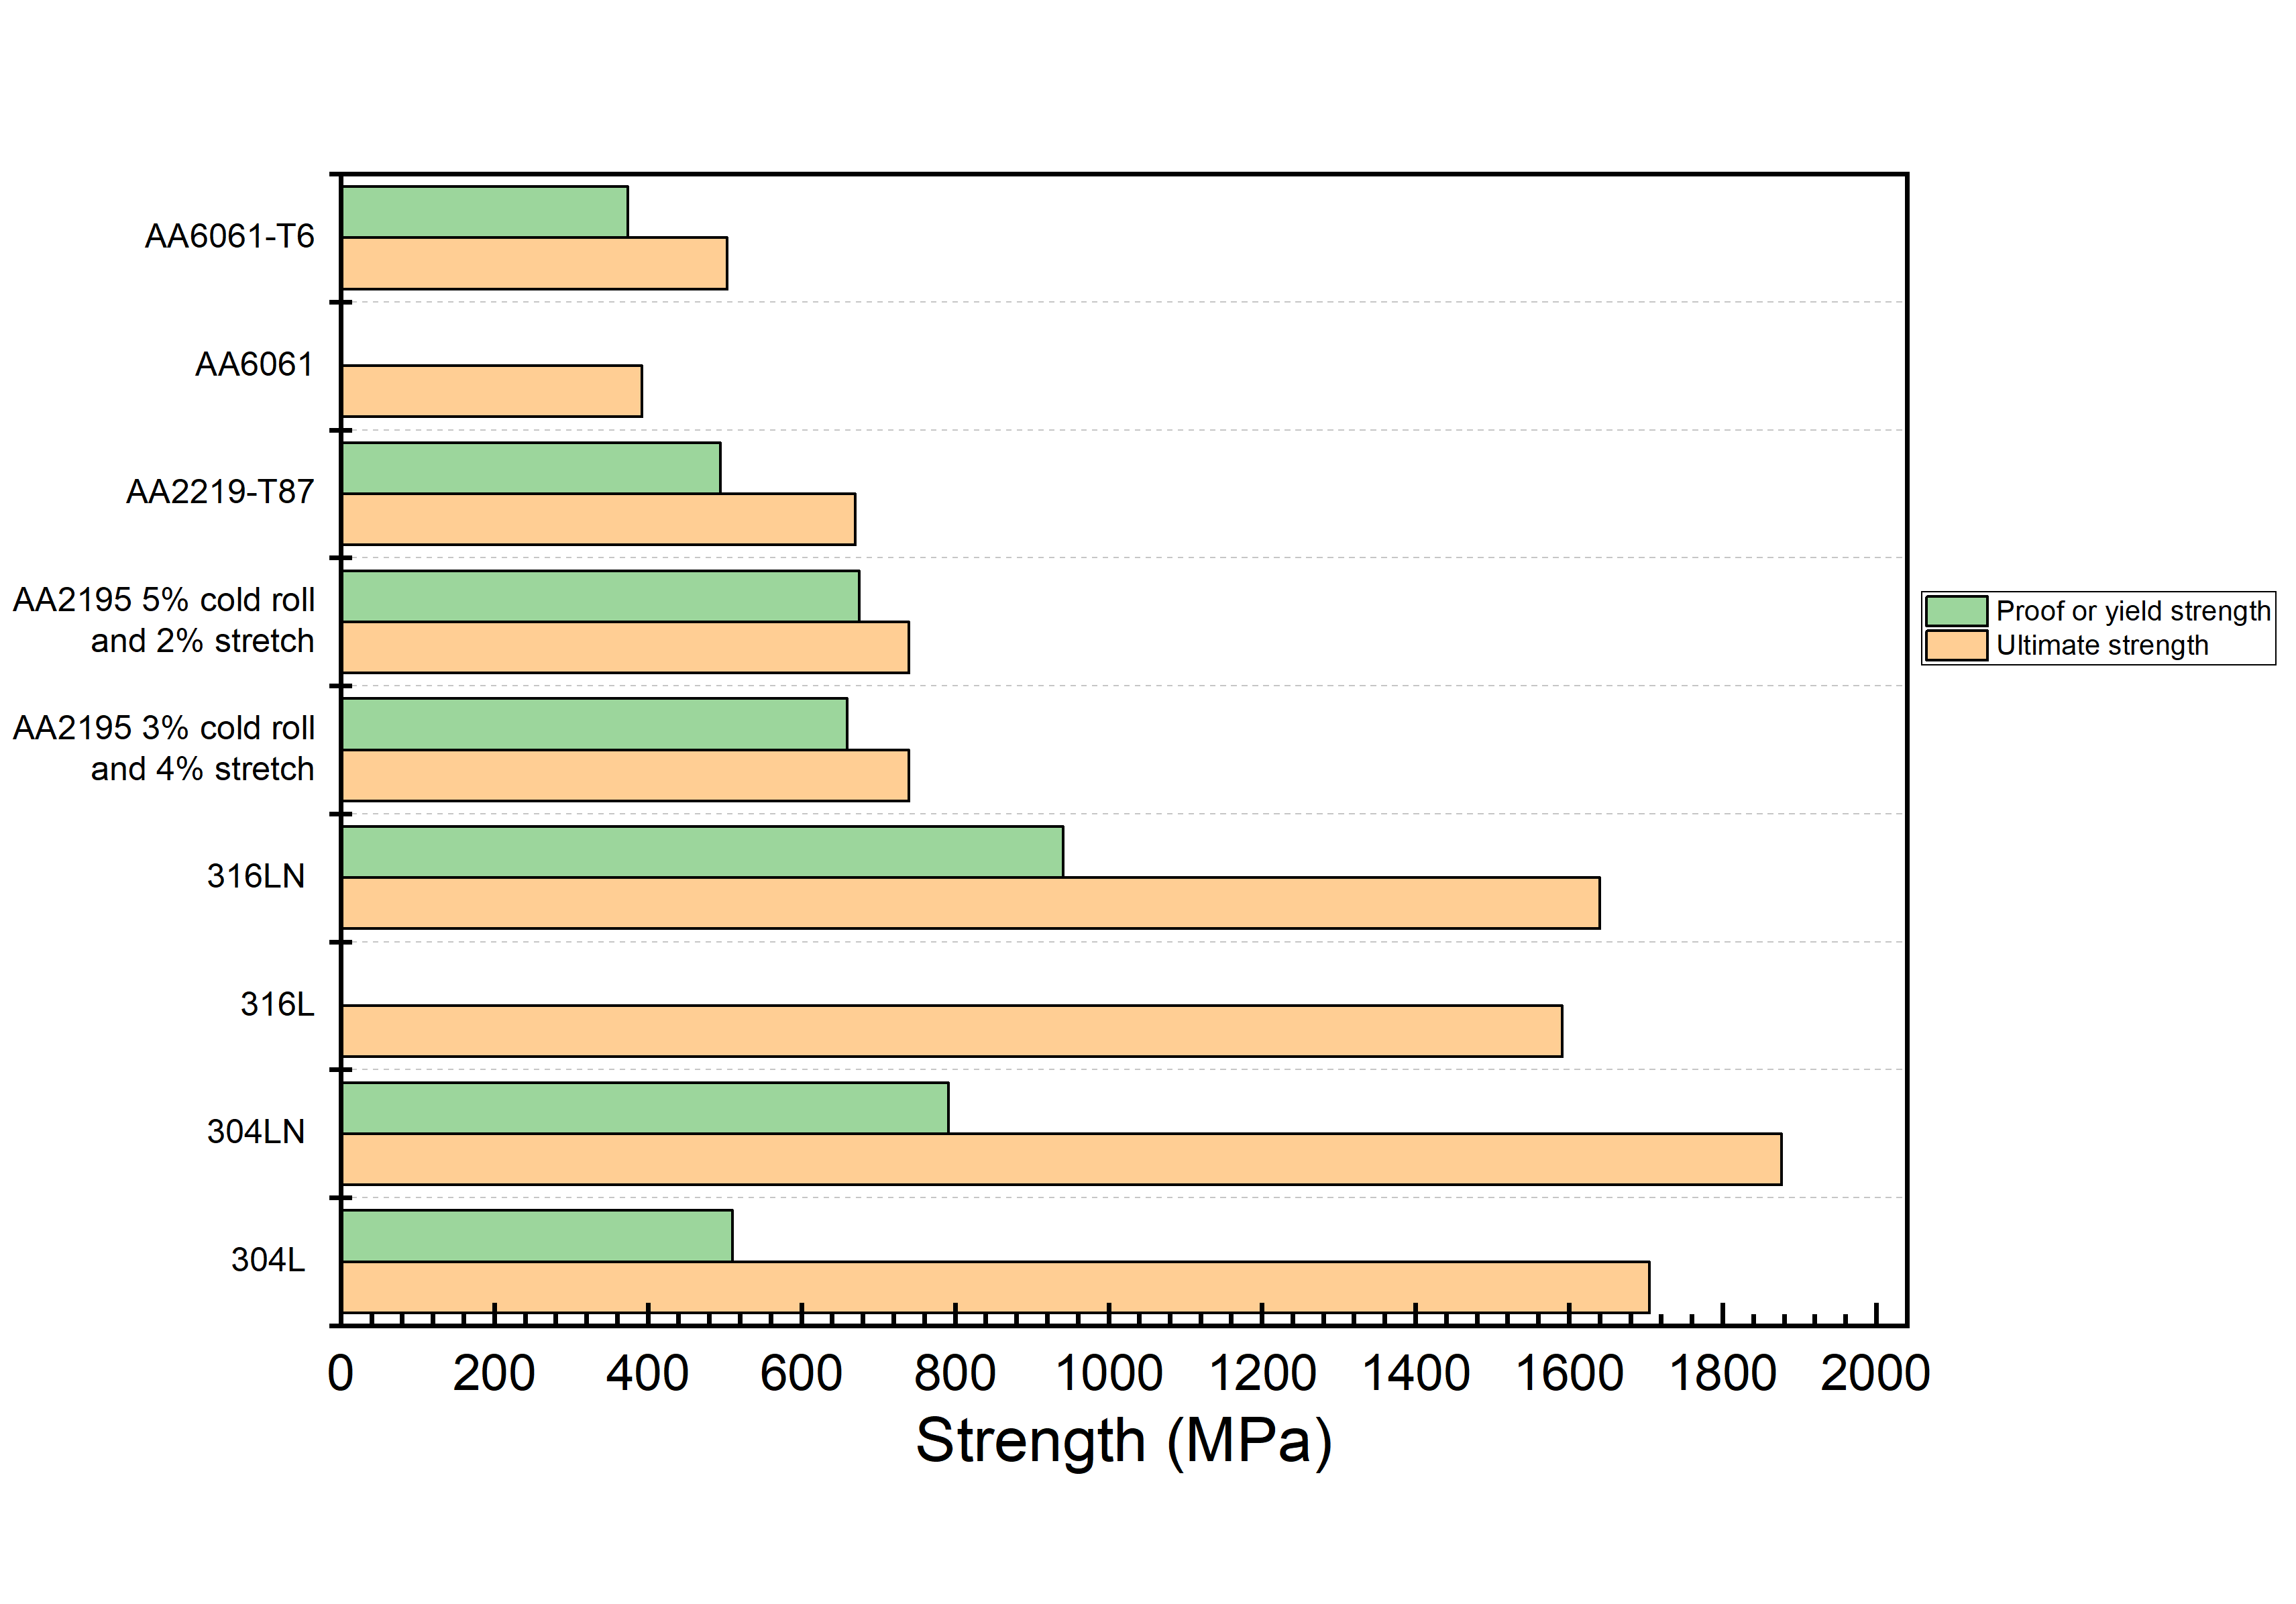 AA6061-T6
AA6061
AA2219-T87
AA2195 5% cold roll
and 2% stretch
AA2195 3% cold roll
and 4% stretch
316LN
316L
304LN
304L
Proof or yield strength
Ultimate strength
0 200 400 600 800 1000 1200 1400 1600 1800 2000
Strength (MPa)